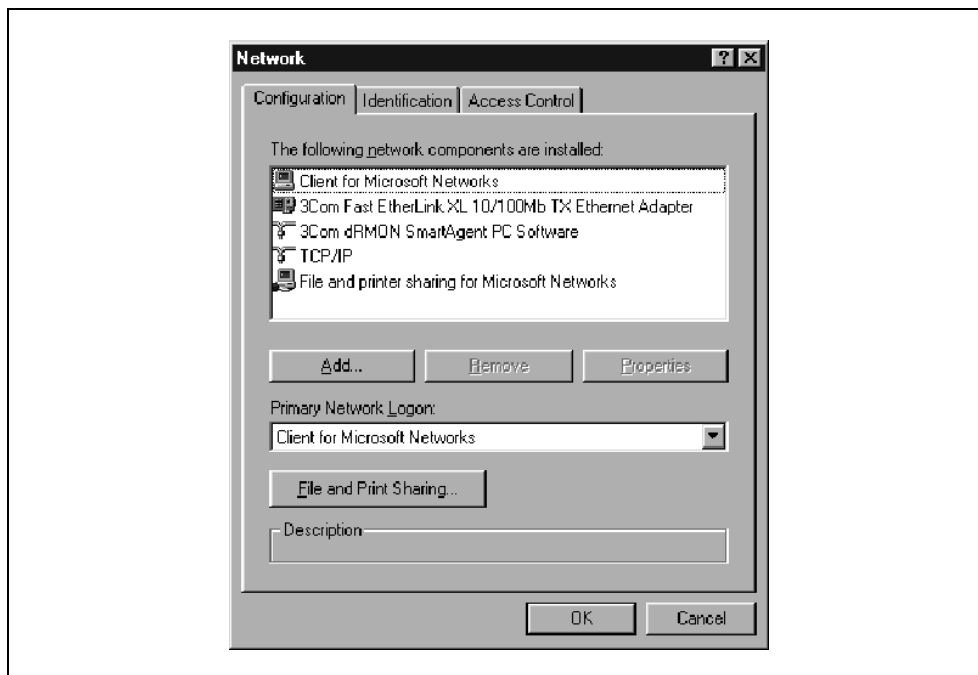 Network
Configuration Identification Access Control
The following network components are installed:
Client for Microsoft Networks
3Com Fast EtherLink XL 10/100Mb TX Ethernet Adapter
3Com dRMON SmartAgent PC Software
TCP/IP
File and printer sharing for Microsoft Networks
Add... Remove Properties
Primary Network Logon:
Client for Microsoft Networks
File and Print Sharing...
Description
OK Cancel